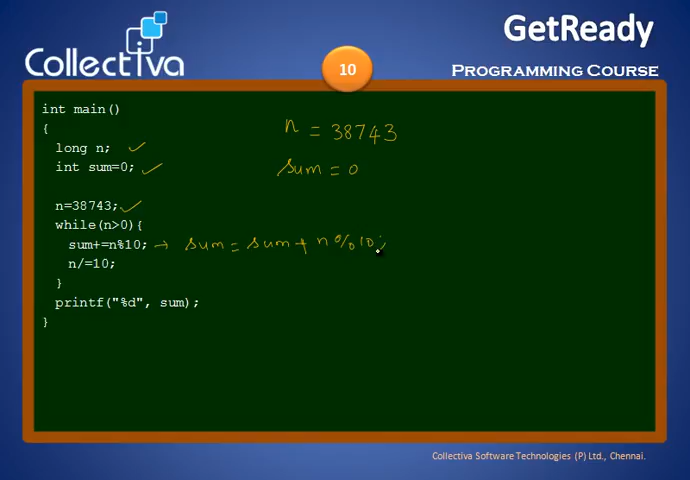 GetReady
Collectiva
10
Programming Course
int main()
{
long n;
int sum=0;
n=38743;
while(n>0){
sum+=n%10;
n/=10;
}
printf("%d", sum);
}
n = 38743
sum = 0
→ sum = sum + n%10;
Collectiva Software Technologies (P) Ltd., Chennai.